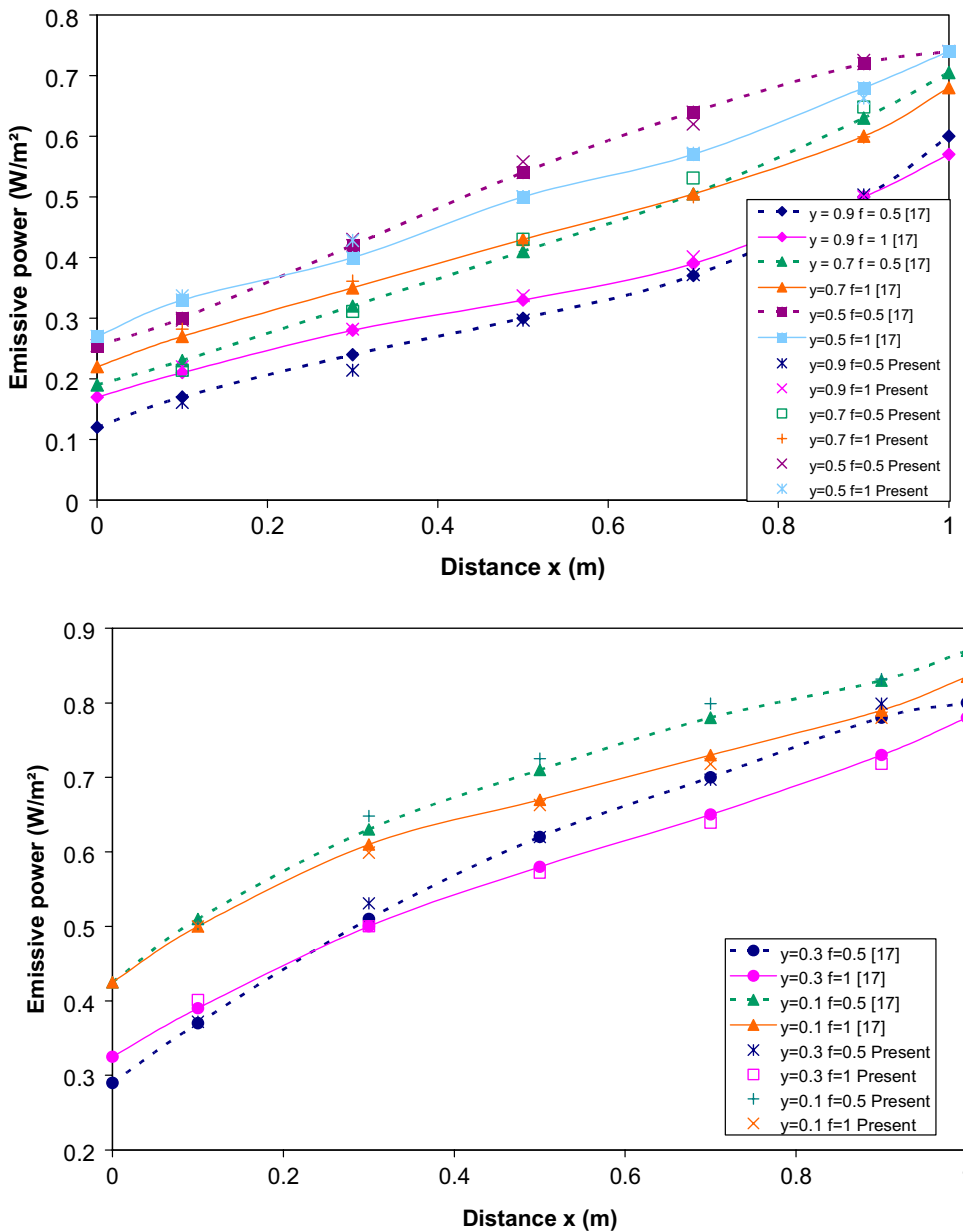 0.8
0.7
0.6
0.5
0.4
0.3
0.2
0.1
0
Emissive power (W/m²)
0
0.2
0.4
0.6
0.8
1
Distance x (m)
y = 0.9 f = 0.5 [17]
y = 0.9 f = 1 [17]
y = 0.7 f = 0.5 [17]
y=0.7 f=1 [17]
y=0.5 f=0.5 [17]
y=0.5 f=1 [17]
y=0.9 f=0.5 Present
y=0.9 f=1 Present
y=0.7 f=0.5 Present
y=0.7 f=1 Present
y=0.5 f=0.5 Present
y=0.5 f=1 Present
0.9
0.8
0.7
0.6
0.5
0.4
0.3
0.2
Emissive power (W/m²)
0
0.2
0.4
0.6
0.8
Distance x (m)
y=0.3 f=0.5 [17]
y=0.3 f=1 [17]
y=0.1 f=0.5 [17]
y=0.1 f=1 [17]
y=0.3 f=0.5 Present
y=0.3 f=1 Present
y=0.1 f=0.5 Present
y=0.1 f=1 Present